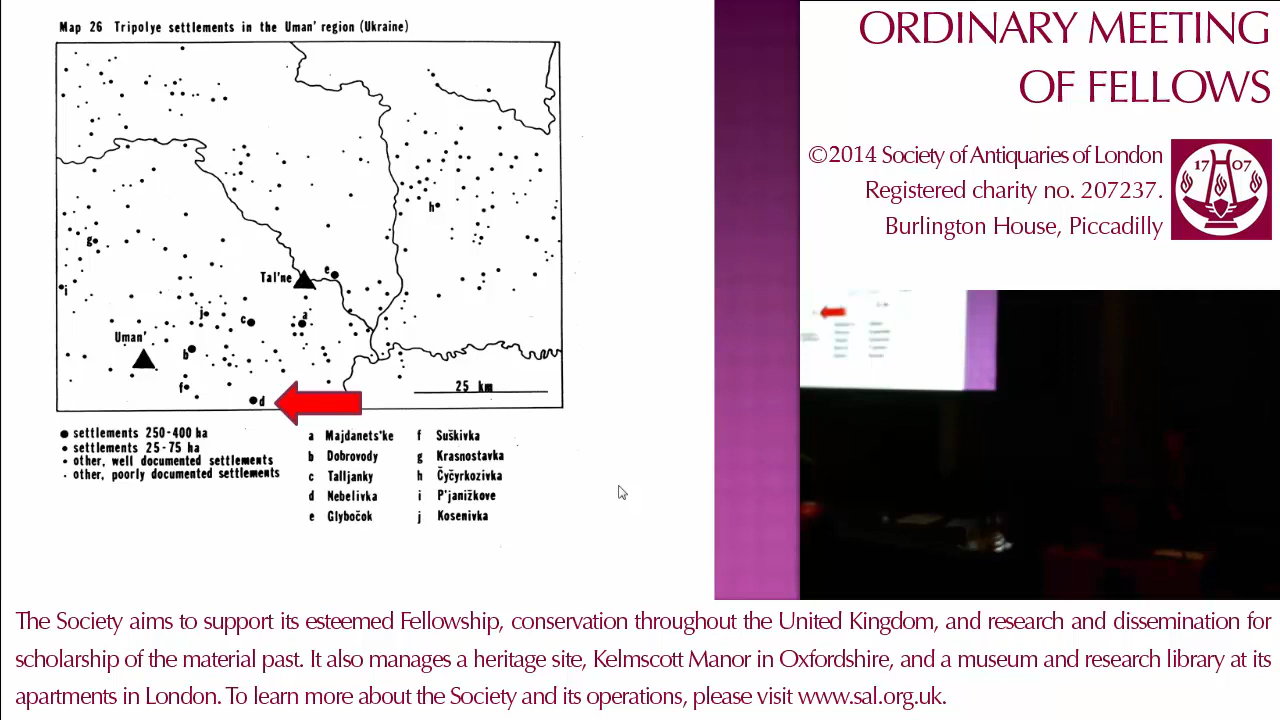 Map 26 Tripolye settlements in the Uman' region (Ukraine)
h
g
e
Tal'ne
i
j
c
a
Uman'
b
f
25 km
d
settlements 250-400 ha
settlements 25-75 ha
other, well documented settlements
other, poorly documented settlements
a Majdanets'ke
b Dobrovody
c Talljanky
d Nebelivka
e Glybočok
f Suškivka
g Krasnostavka
h Čyčyrkozivka
i P'janižkove
j Kosenivka
ORDINARY MEETING
OF FELLOWS
©2014 Society of Antiquaries of London
Registered charity no. 207237.
Burlington House, Piccadilly
17 07
The Society aims to support its esteemed Fellowship, conservation throughout the United Kingdom, and research and dissemination for
scholarship of the material past. It also manages a heritage site, Kelmscott Manor in Oxfordshire, and a museum and research library at its
apartments in London. To learn more about the Society and its operations, please visit www.sal.org.uk.